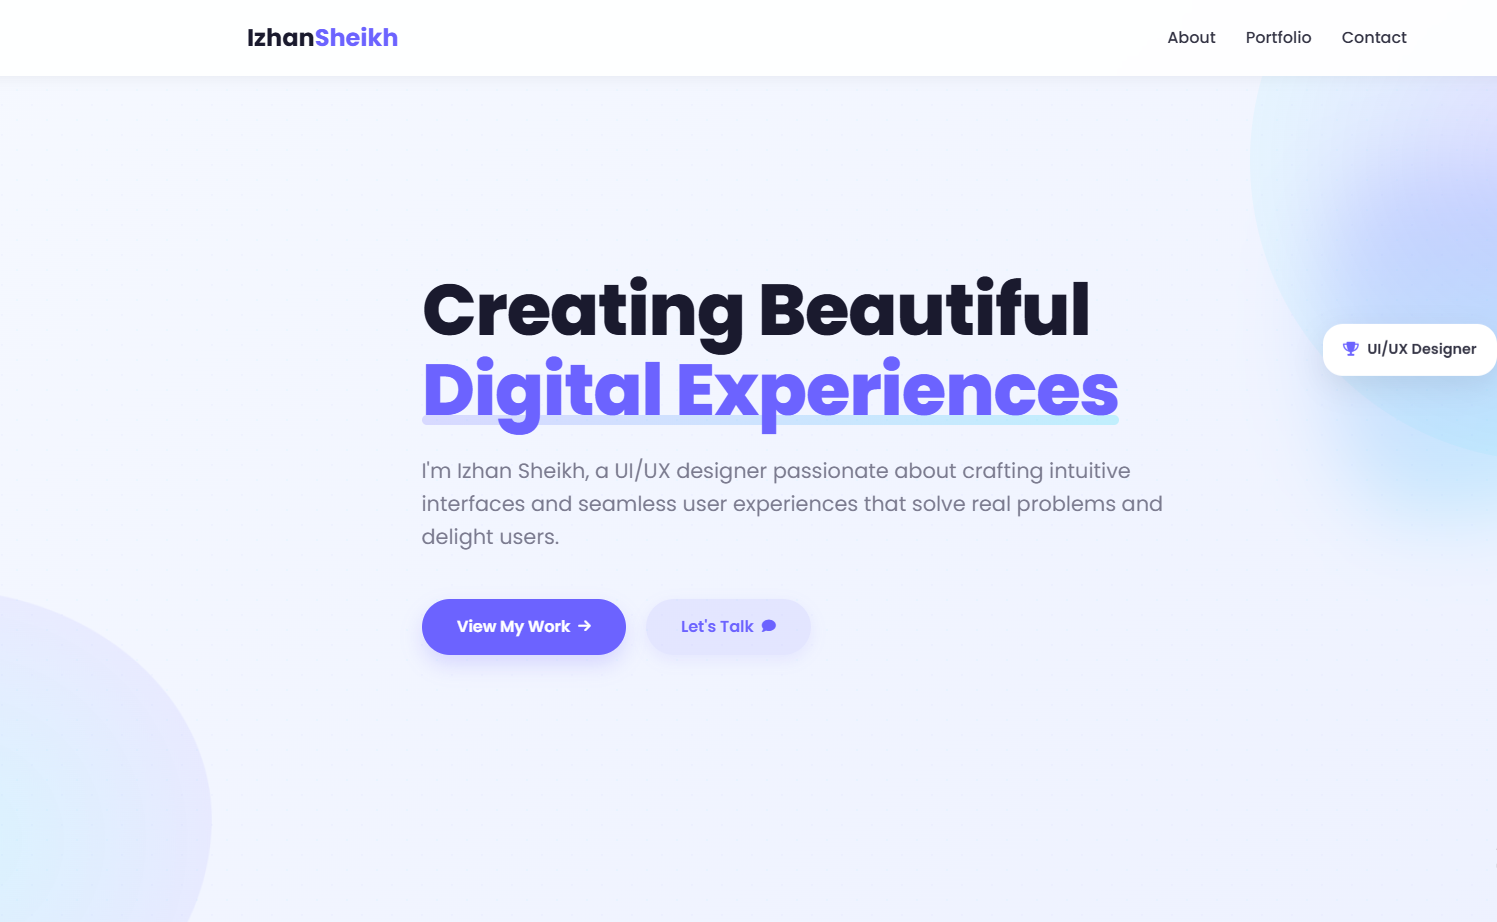 IzhanSheikh
About Portfolio Contact
Creating Beautiful
Digital Experiences
UI/UX Designer
I'm Izhan Sheikh, a UI/UX designer passionate about crafting intuitive
interfaces and seamless user experiences that solve real problems and
delight users.
View My Work
Let's Talk